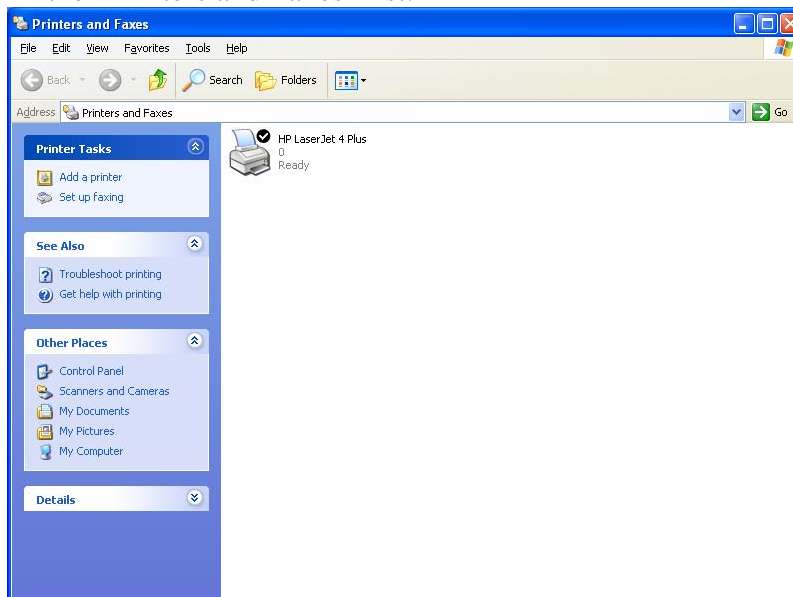 Printers and Faxes
File Edit View Favorites Tools Help
Back Search Folders
Address Printers and Faxes Go
Printer Tasks
Add a printer
Set up faxing
See Also
Troubleshoot printing
Get help with printing
Other Places
Control Panel
Scanners and Cameras
My Documents
My Pictures
My Computer
Details
HP LaserJet 4 Plus
0
Ready